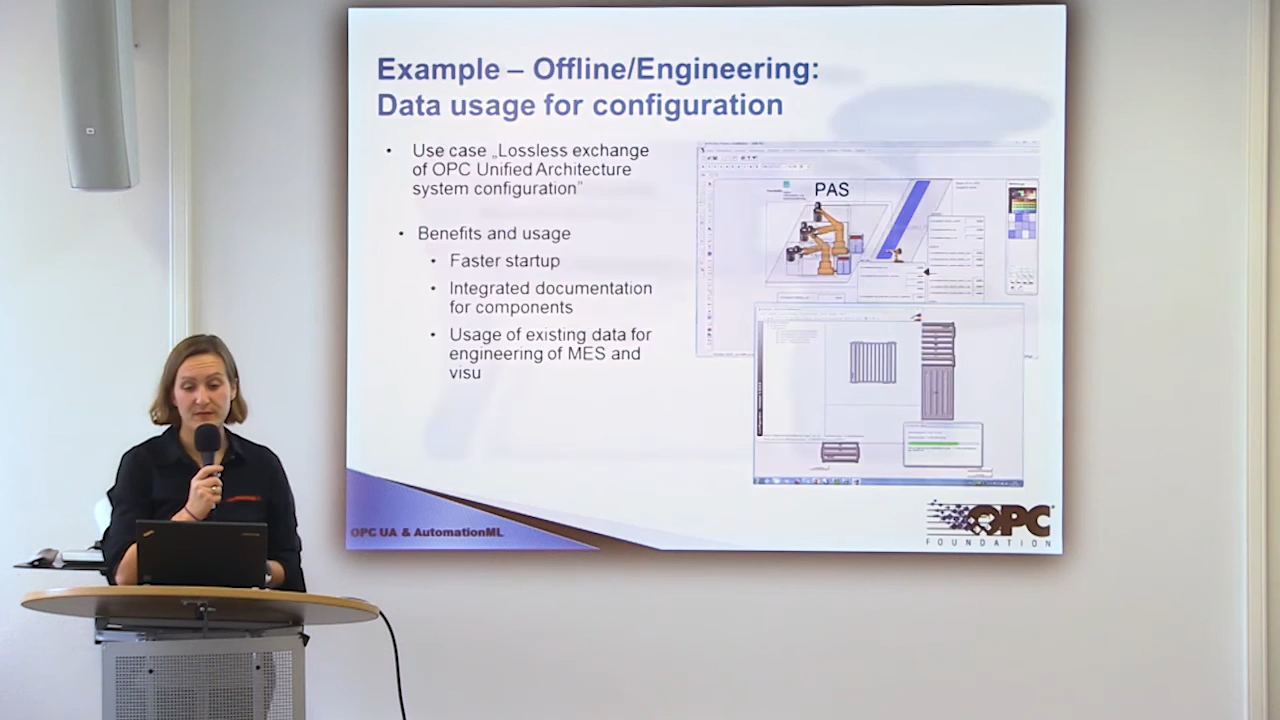 Example – Offline/Engineering:
Data usage for configuration
• Use case „Lossless exchange
of OPC Unified Architecture
system configuration”
• Benefits and usage
• Faster startup
• Integrated documentation
for components
• Usage of existing data for
engineering of MES and
visu
PAS
OPC UA & AutomationML
OPC
FOUNDATION